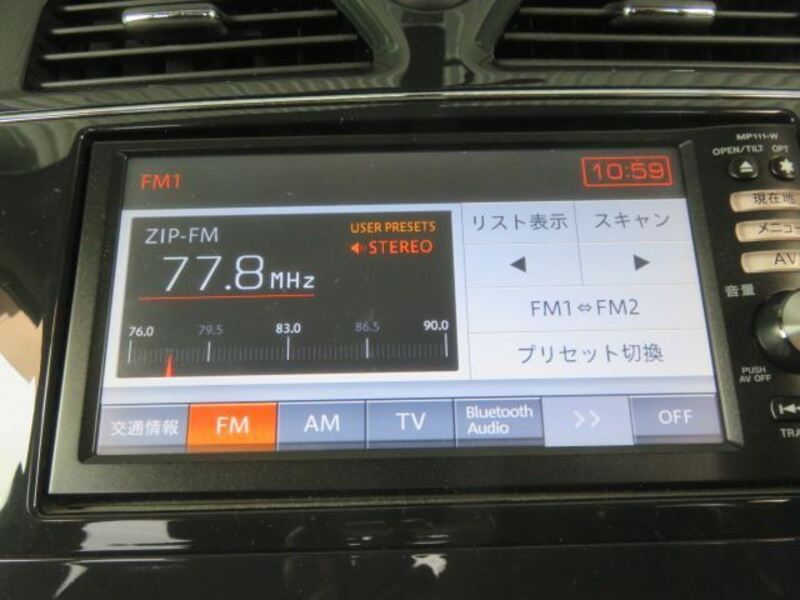 MP111-W
OPEN/TILT OPT
FM1
10:59
現在地
ZIP-FM
USER PRESETS
STEREO
77.8MHz
リスト表示 スキャン
メニュー
◀ ▶
AV
FM1⇔FM2
音量
76.0 79.5 83.0 86.5 90.0
プリセット切換
PUSH
AV OFF
交通情報 FM AM TV Bluetooth Audio >> OFF
TRA